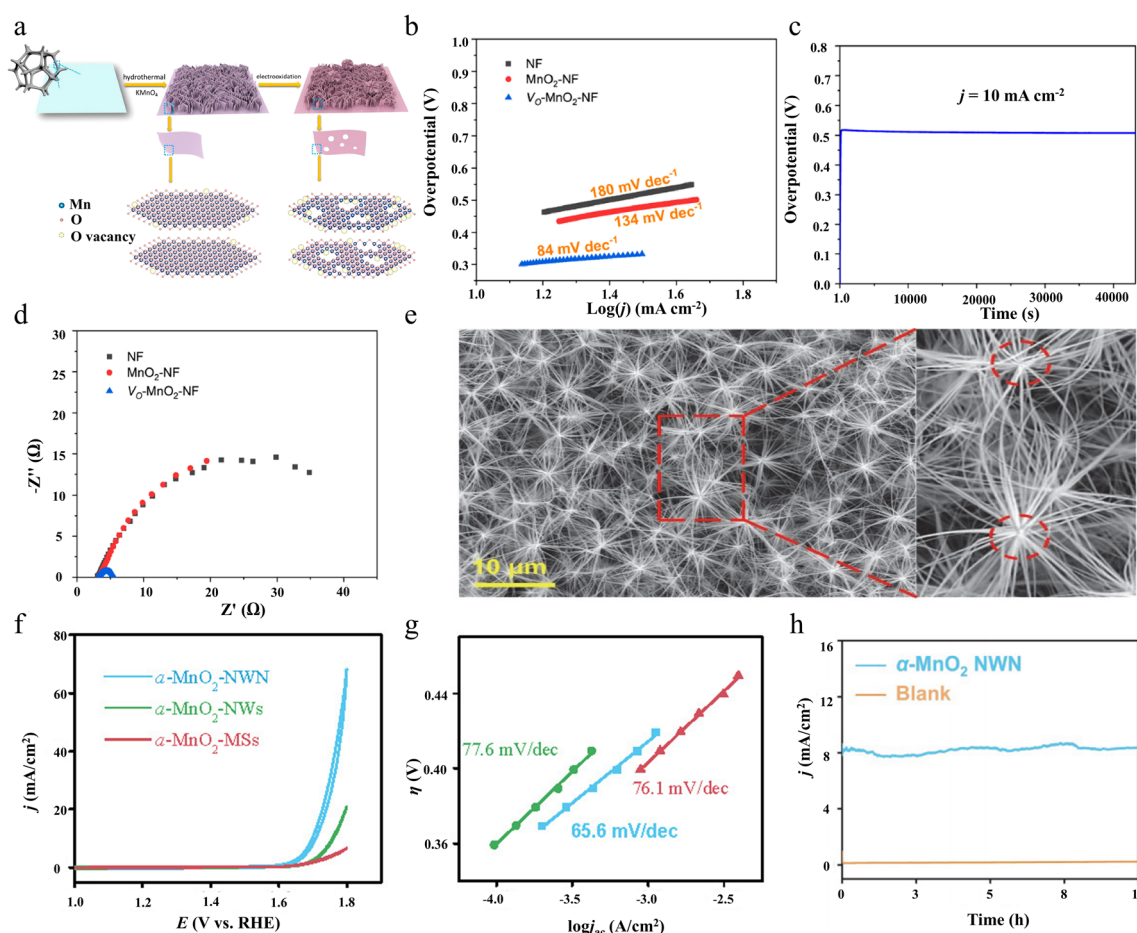 a
hydrothermal
KMnO₄
electrooxidation
Mn
O
O vacancy
b
1.0
0.9
0.8
0.7
0.6
0.5
0.4
0.3
Overpotential (V)
NF
MnO₂-NF
V_O-MnO₂-NF
180 mV dec⁻¹
134 mV dec⁻¹
84 mV dec⁻¹
1.0 1.2 1.4 1.6 1.8
Log(j) (mA cm⁻²)
c
0.8
0.7
0.6
0.5
0.4
0.3
0.2
0.1
0.0
Overpotential (V)
j = 10 mA cm⁻²
1.0 10000 20000 30000 40000
Time (s)
d
30
25
20
15
10
5
0
-Z'' (Ω)
NF
MnO₂-NF
V_O-MnO₂-NF
0 10 20 30 40
Z' (Ω)
e
10 μm
f
80
60
40
20
0
j (mA/cm²)
α-MnO₂-NWN
α-MnO₂-NWs
α-MnO₂-MSs
1.0 1.2 1.4 1.6 1.8
E (V vs. RHE)
g
0.44
0.40
0.36
η (V)
77.6 mV/dec
76.1 mV/dec
65.6 mV/dec
-4.0 -3.5 -3.0 -2.5
h
16
12
8
4
0
j (mA/cm²)
α-MnO₂ NWN
Blank
0 3 5 8 10
Time (h)